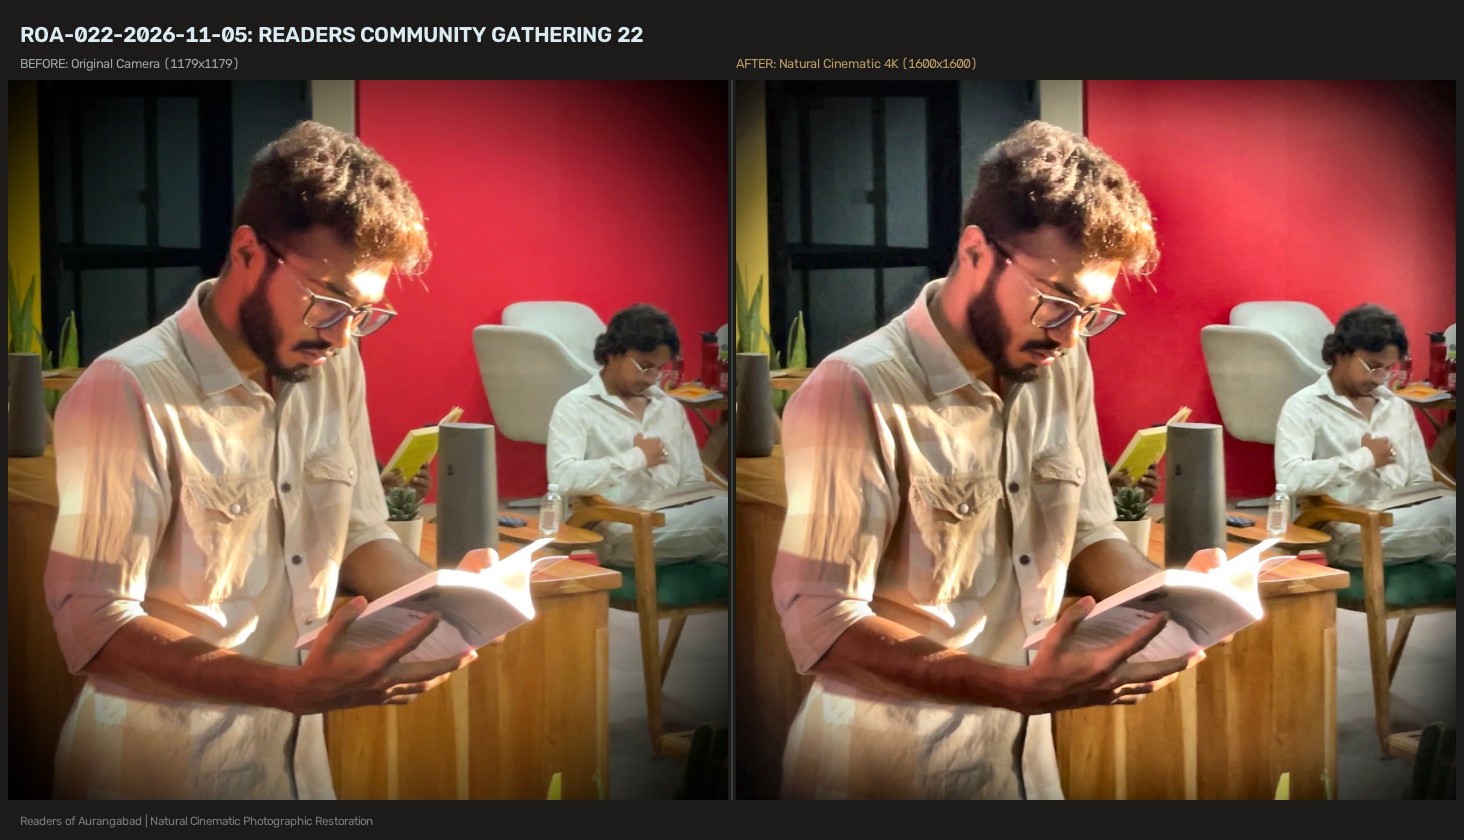 ROA-022-2026-11-05: READERS COMMUNITY GATHERING 22
BEFORE: Original Camera (1179x1179)
AFTER: Natural Cinematic 4K (1600x1600)
Readers of Aurangabad | Natural Cinematic Photographic Restoration